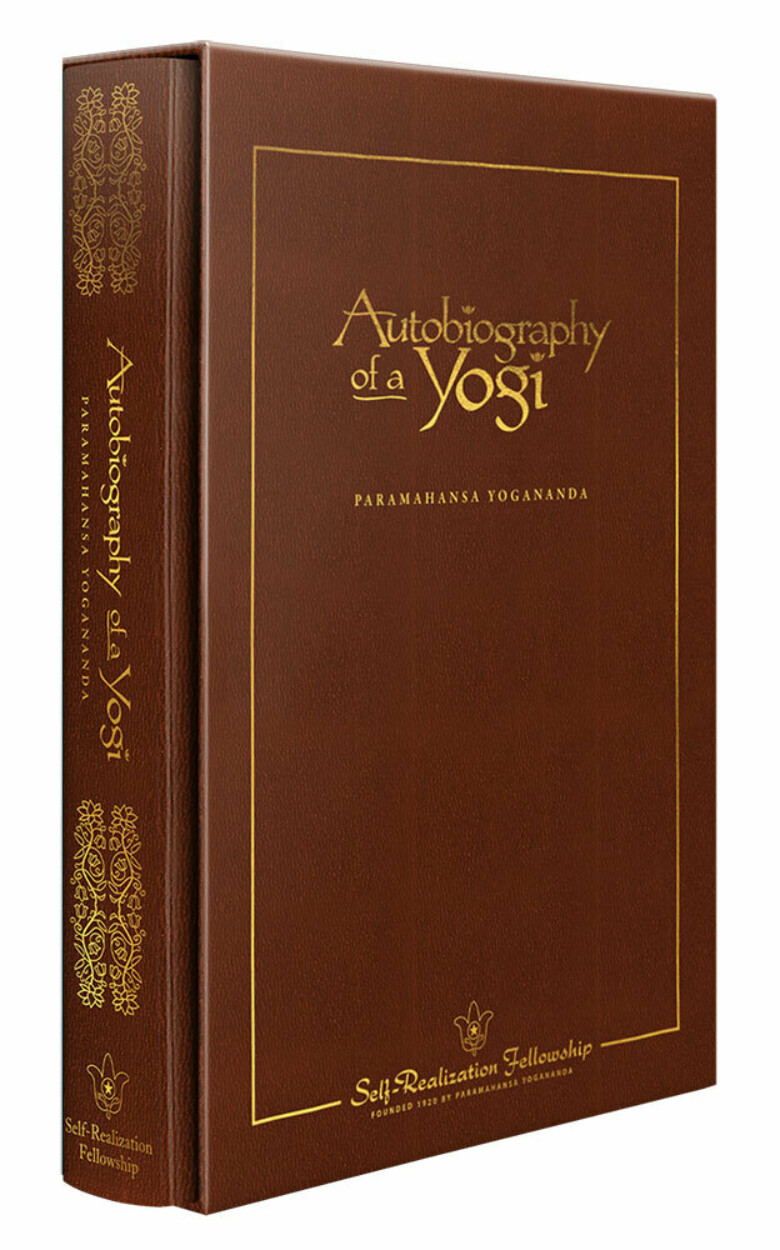 Autobiography
of a Yogi
PARAMAHANSA YOGANANDA
Self-Realization Fellowship
FOUNDED 1920 BY PARAMAHANSA YOGANANDA
Autobiography of a Yogi
PARAMAHANSA YOGANANDA
Self-Realization
Fellowship